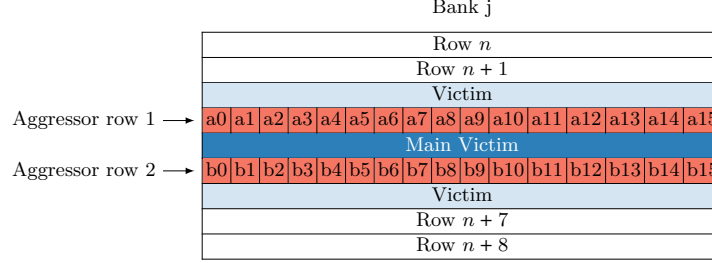 Bank j
Row n
Row n + 1
Victim
Aggressor row 1 a0 a1 a2 a3 a4 a5 a6 a7 a8 a9 a10 a11 a12 a13 a14 a15
Main Victim
Aggressor row 2 b0 b1 b2 b3 b4 b5 b6 b7 b8 b9 b10 b11 b12 b13 b14 b15
Victim
Row n + 7
Row n + 8